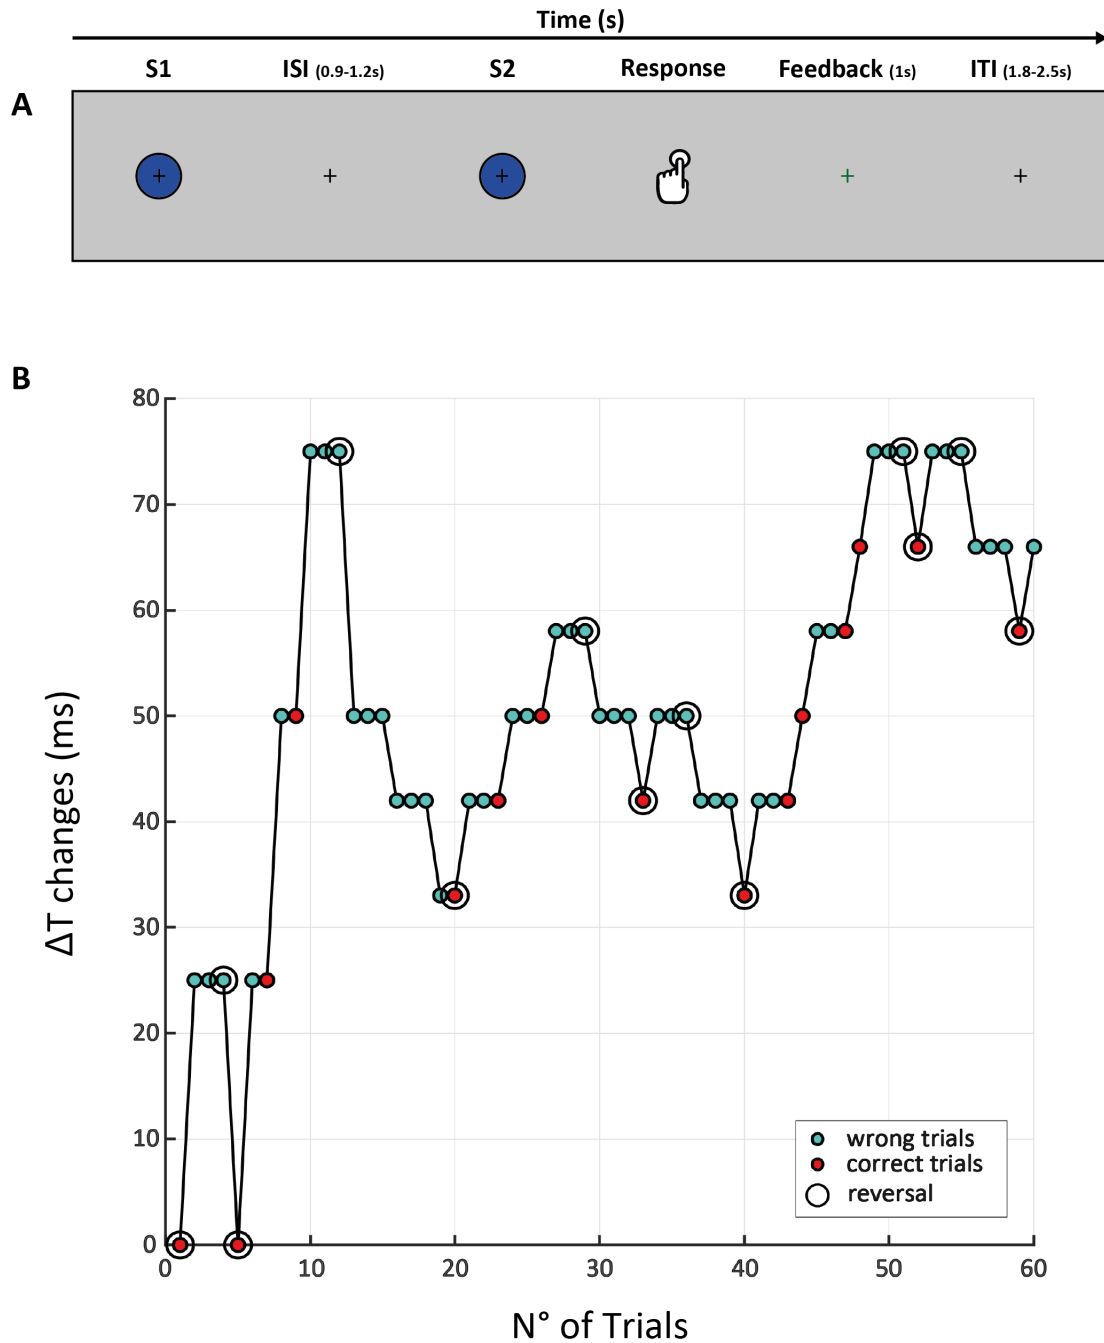 Time (s)
S1 ISI (0.9-1.2s) S2 Response Feedback (1s) ITI (1.8-2.5s)
A
B
80
70
60
50
40
30
20
10
0
ΔT changes (ms)
wrong trials
correct trials
reversal
0 10 20 30 40 50 60
N° of Trials